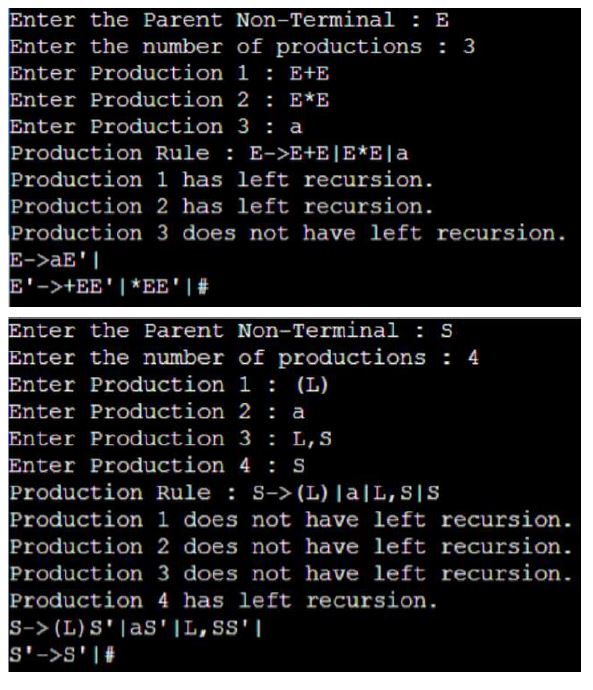 Enter the Parent Non-Terminal : E
Enter the number of productions : 3
Enter Production 1 : E+E
Enter Production 2 : E*E
Enter Production 3 : a
Production Rule : E->E+E|E*E|a
Production 1 has left recursion.
Production 2 has left recursion.
Production 3 does not have left recursion.
E->aE'|
E'->+EE'|*EE'|#
Enter the Parent Non-Terminal : S
Enter the number of productions : 4
Enter Production 1 : (L)
Enter Production 2 : a
Enter Production 3 : L,S
Enter Production 4 : S
Production Rule : S->(L)|a|L,S|S
Production 1 does not have left recursion.
Production 2 does not have left recursion.
Production 3 does not have left recursion.
Production 4 has left recursion.
S->(L)S'|aS'|L,SS'|
S'->S'|#